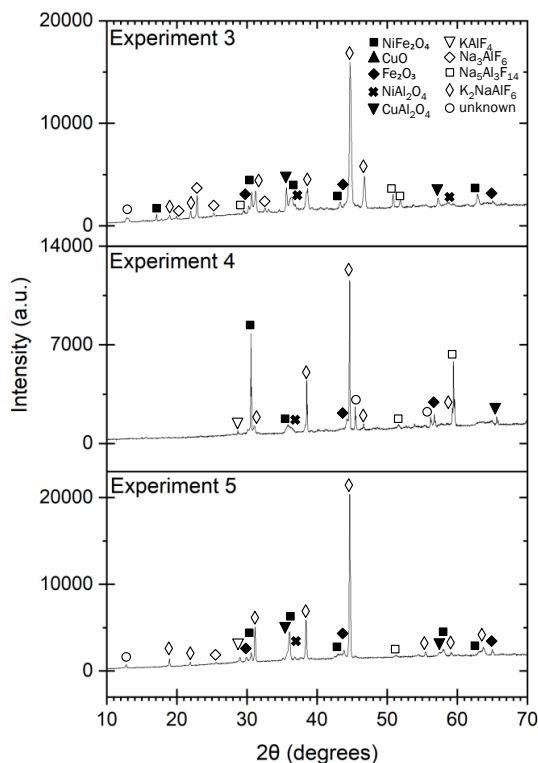 20000
Experiment 3
NiFe₂O₄
KAlF₄
CuO
Na₃AlF₆
Fe₂O₃
Na₅Al₃F₁₄
NiAl₂O₄
K₂NaAlF₆
CuAl₂O₄
unknown
10000
0
14000
Experiment 4
7000
0
Intensity (a.u.)
Experiment 5
20000
10000
0
10 20 30 40 50 60 70
2θ (degrees)